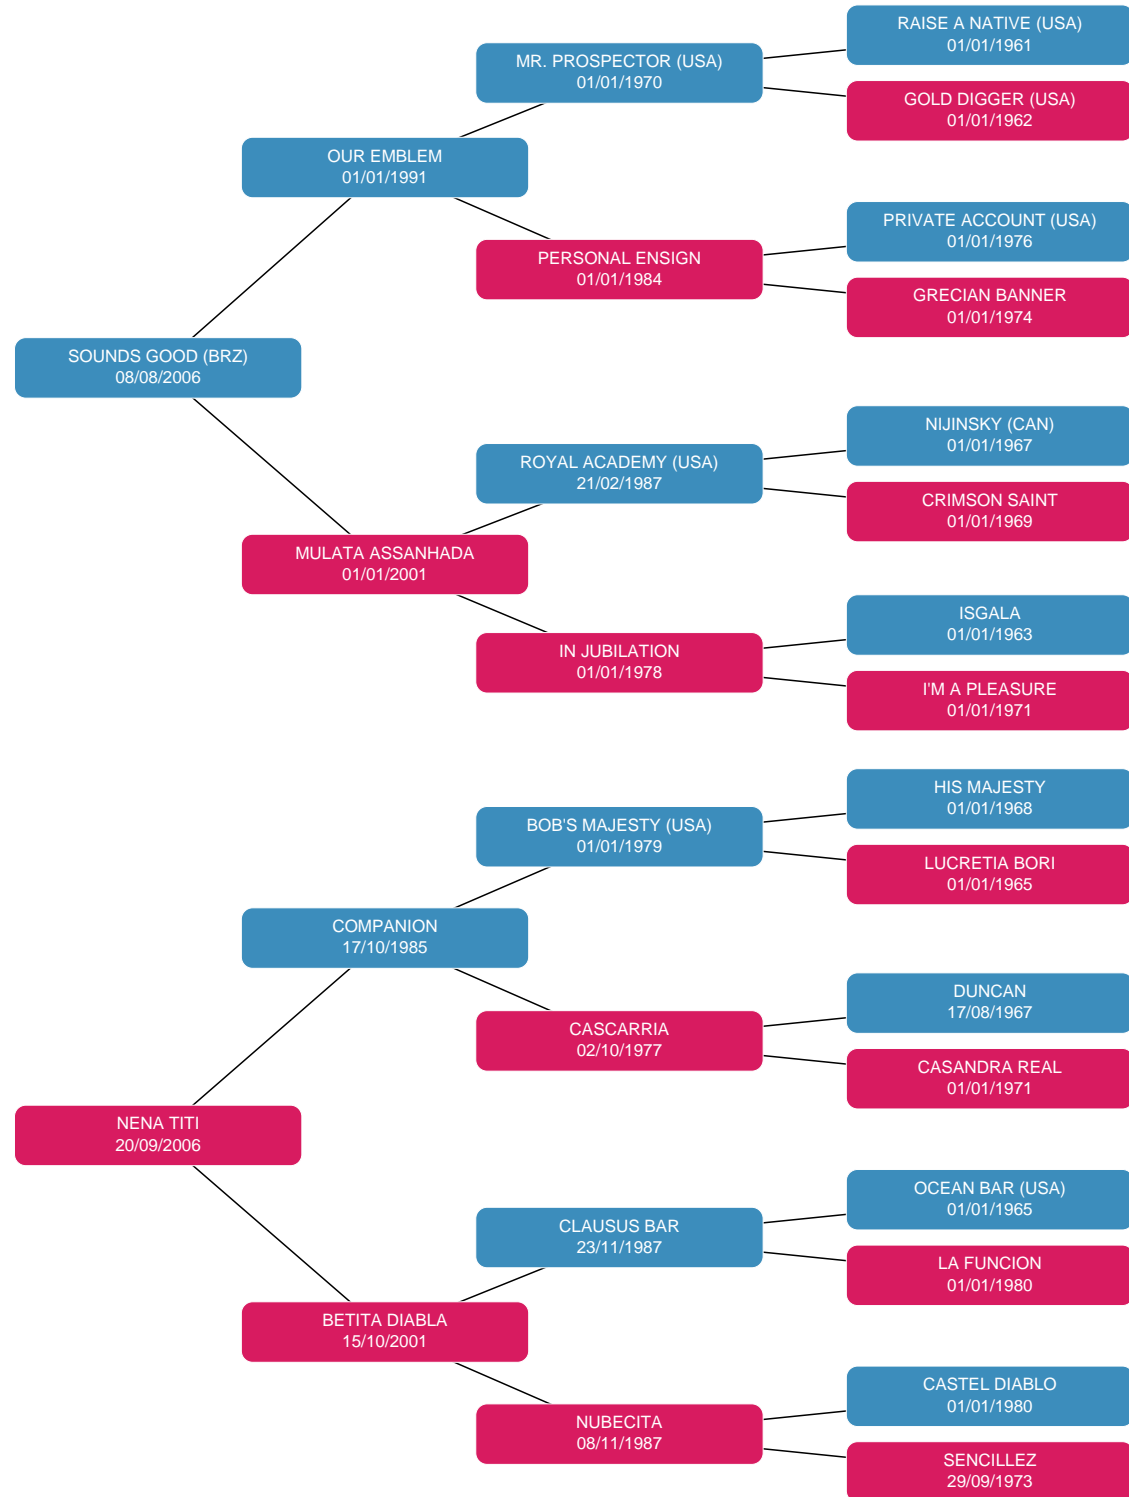 RAISE A NATIVE (USA)
01/01/1961
MR. PROSPECTOR (USA)
01/01/1970
GOLD DIGGER (USA)
01/01/1962
OUR EMBLEM
01/01/1991
PRIVATE ACCOUNT (USA)
01/01/1976
PERSONAL ENSIGN
01/01/1984
GRECIAN BANNER
01/01/1974
SOUNDS GOOD (BRZ)
08/08/2006
NIJINSKY (CAN)
01/01/1967
ROYAL ACADEMY (USA)
21/02/1987
CRIMSON SAINT
01/01/1969
MULATA ASSANHADA
01/01/2001
ISGALA
01/01/1963
IN JUBILATION
01/01/1978
I'M A PLEASURE
01/01/1971
HIS MAJESTY
01/01/1968
BOB'S MAJESTY (USA)
01/01/1979
LUCRETIA BORI
01/01/1965
COMPANION
17/10/1985
DUNCAN
17/08/1967
CASCARRIA
02/10/1977
CASANDRA REAL
01/01/1971
NENA TITI
20/09/2006
OCEAN BAR (USA)
01/01/1965
CLAUSUS BAR
23/11/1987
LA FUNCION
01/01/1980
BETITA DIABLA
15/10/2001
CASTEL DIABLO
01/01/1980
NUBECITA
08/11/1987
SENCILLEZ
29/09/1973